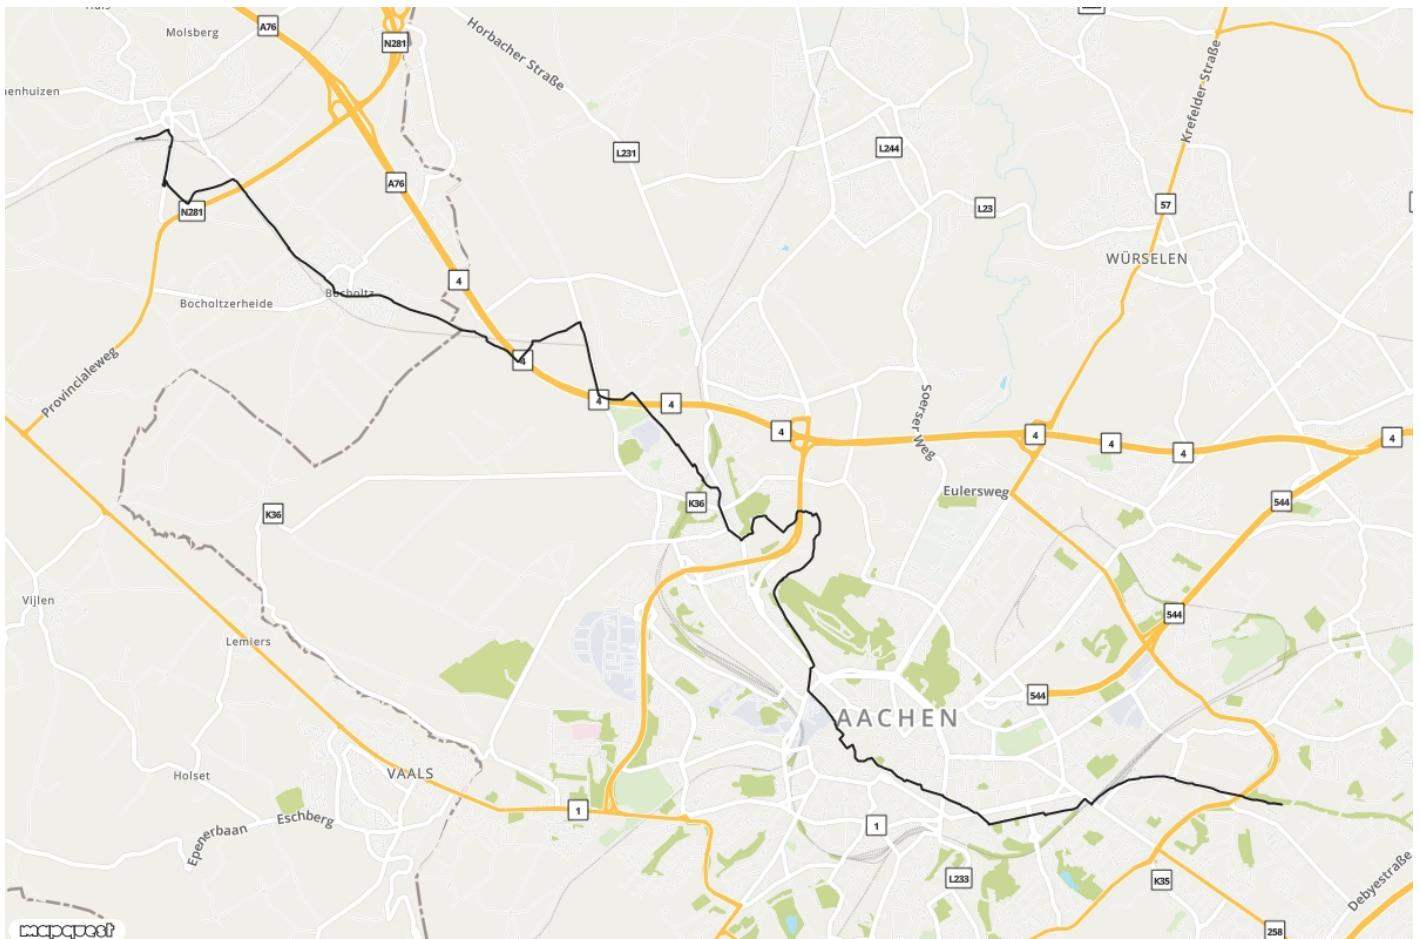 Molsberg
A76
N281
Horbacher Straße
Krefelder Straße
L231
L244
A76
L23
57
N281
WÜRSELEN
Bocholtzerheide
Bocholtz
4
4
Provincialeweg
4
4
4
4
4
4
4
Soerser Weg
Eulersweg
544
K36
K36
Vijlen
Lemiers
544
544
AACHEN
VAALS
Holset
Eschberg
Epenerbaan
1
1
L233
K35
Debyestraße
258
mapquest